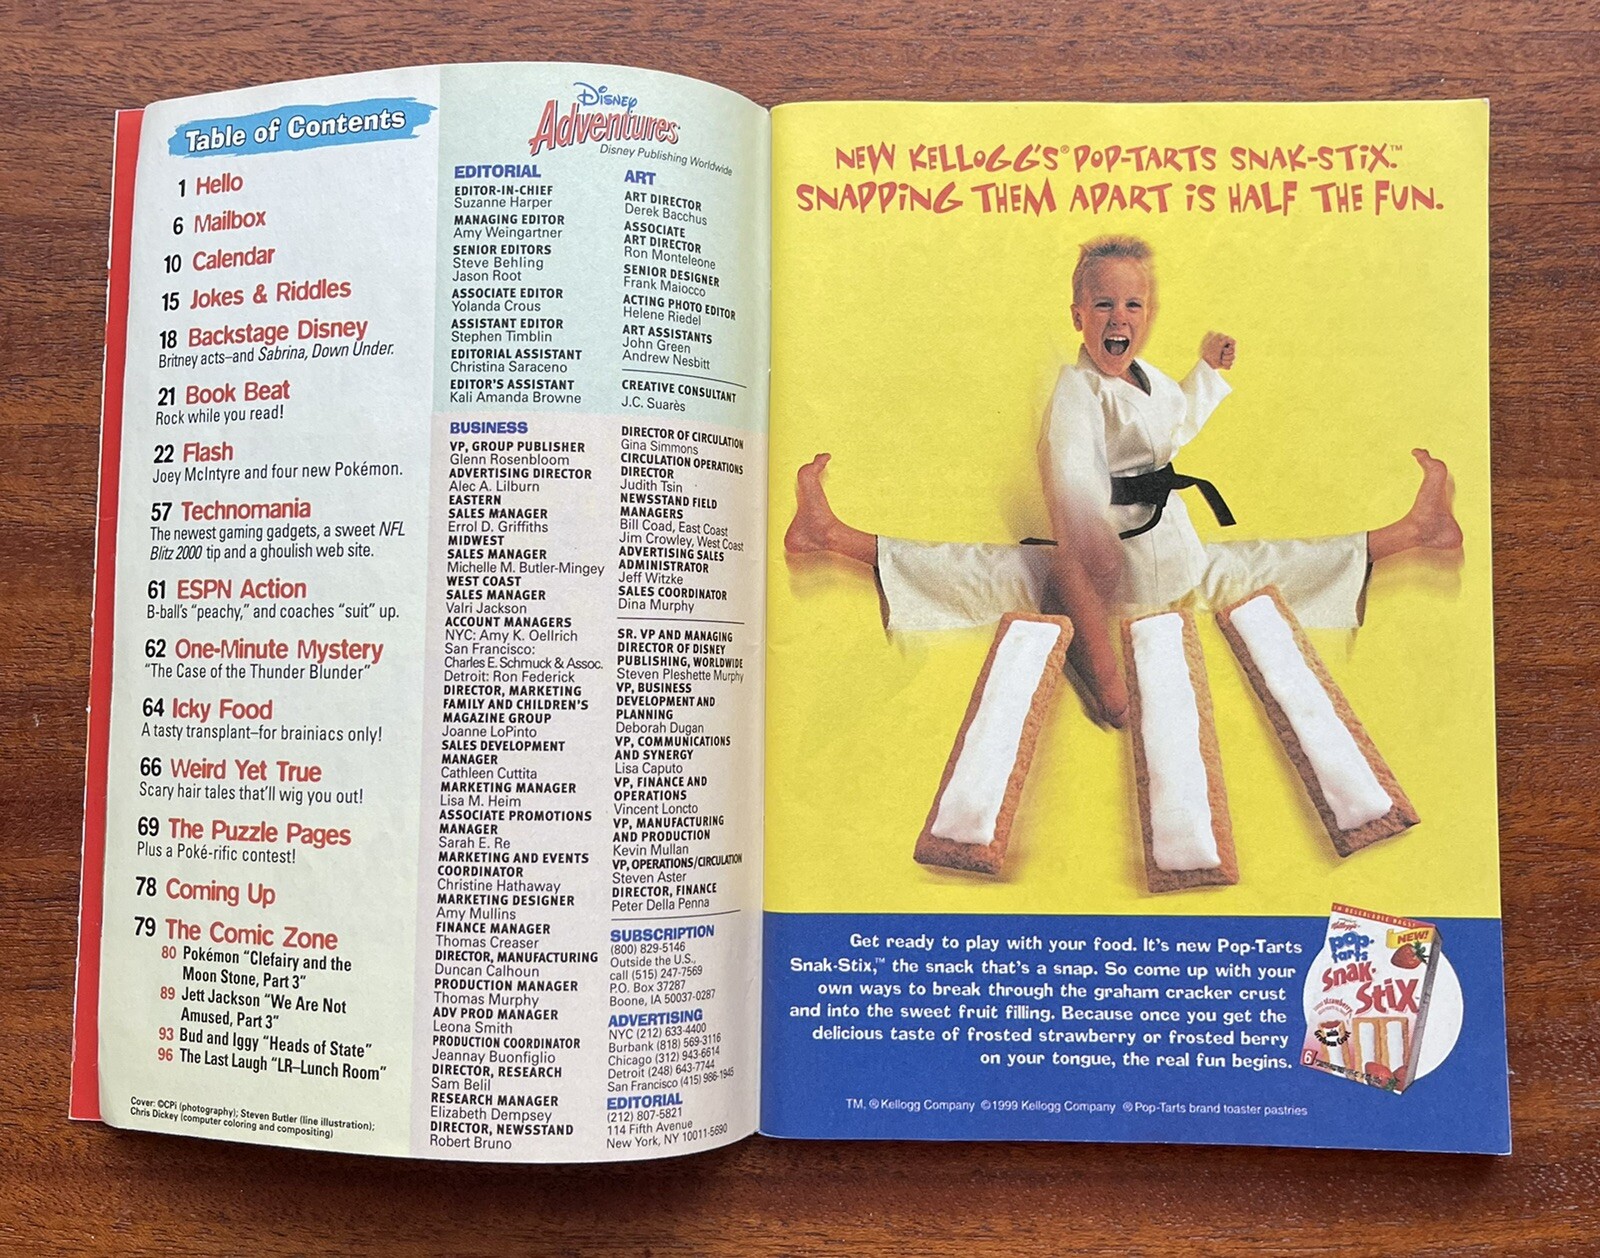 Table of Contents
1 Hello
6 Mailbox
10 Calendar
15 Jokes & Riddles
18 Backstage Disney
Britney acts–and Sabrina, Down Under.
21 Book Beat
Rock while you read!
22 Flash
Joey McIntyre and four new Pokémon.
57 Technomania
The newest gaming gadgets, a sweet NFL
Blitz 2000 tip and a ghoulish web site.
61 ESPN Action
B-ball's "peachy," and coaches "suit" up.
62 One-Minute Mystery
"The Case of the Thunder Blunder"
64 Icky Food
A tasty transplant–for brainiacs only!
66 Weird Yet True
Scary hair tales that'll wig you out!
69 The Puzzle Pages
Plus a Poké-rific contest!
78 Coming Up
79 The Comic Zone
80 Pokémon "Clefairy and the
Moon Stone, Part 3"
89 Jett Jackson "We Are Not
Amused, Part 3"
93 Bud and Iggy "Heads of State"
96 The Last Laugh "LR–Lunch Room"
Cover: ©CPi (photography); Steven Butler (line illustration);
Chris Dickey (computer coloring and compositing)
Disney
Adventures
Disney Publishing Worldwide
EDITORIAL
EDITOR-IN-CHIEF
Suzanne Harper
MANAGING EDITOR
Amy Weingartner
SENIOR EDITORS
Steve Behling
Jason Root
ASSOCIATE EDITOR
Yolanda Crous
ASSISTANT EDITOR
Stephen Timblin
EDITORIAL ASSISTANT
Christina Saraceno
EDITOR'S ASSISTANT
Kali Amanda Browne
ART
ART DIRECTOR
Derek Bacchus
ASSOCIATE
ART DIRECTOR
Ron Monteleone
SENIOR DESIGNER
Frank Maiocco
ACTING PHOTO EDITOR
Helene Riedel
ART ASSISTANTS
John Green
Andrew Nesbitt
CREATIVE CONSULTANT
J.C. Suarès
BUSINESS
VP, GROUP PUBLISHER
Glenn Rosenbloom
ADVERTISING DIRECTOR
Alec A. Lilburn
EASTERN
SALES MANAGER
Errol D. Griffiths
MIDWEST
SALES MANAGER
Michelle M. Butler-Mingey
WEST COAST
SALES MANAGER
Valri Jackson
ACCOUNT MANAGERS
NYC: Amy K. Oellrich
San Francisco:
Charles E. Schmuck & Assoc.
Detroit: Ron Federick
DIRECTOR, MARKETING
FAMILY AND CHILDREN'S
MAGAZINE GROUP
Joanne LoPinto
SALES DEVELOPMENT
MANAGER
Cathleen Cuttita
MARKETING MANAGER
Lisa M. Heim
ASSOCIATE PROMOTIONS
MANAGER
Sarah E. Re
MARKETING AND EVENTS
COORDINATOR
Christine Hathaway
MARKETING DESIGNER
Amy Mullins
FINANCE MANAGER
Thomas Creaser
DIRECTOR, MANUFACTURING
Duncan Calhoun
PRODUCTION MANAGER
Thomas Murphy
ADV PROD MANAGER
Leona Smith
PRODUCTION COORDINATOR
Jeannay Buonfiglio
DIRECTOR, RESEARCH
Sam Belil
RESEARCH MANAGER
Elizabeth Dempsey
DIRECTOR, NEWSSTAND
Robert Bruno
DIRECTOR OF CIRCULATION
Gina Simmons
CIRCULATION OPERATIONS
DIRECTOR
Judith Tsin
NEWSSTAND FIELD
MANAGERS
Bill Coad, East Coast
Jim Crowley, West Coast
ADVERTISING SALES
ADMINISTRATOR
Jeff Witzke
SALES COORDINATOR
Dina Murphy
SR. VP AND MANAGING
DIRECTOR OF DISNEY
PUBLISHING, WORLDWIDE
Steven Pleshette Murphy
VP, BUSINESS
DEVELOPMENT AND
PLANNING
Deborah Dugan
VP, COMMUNICATIONS
AND SYNERGY
Lisa Caputo
VP, FINANCE AND
OPERATIONS
Vincent Loncto
VP, MANUFACTURING
AND PRODUCTION
Kevin Mullan
VP, OPERATIONS/CIRCULATION
Steven Aster
DIRECTOR, FINANCE
Peter Della Penna
SUBSCRIPTION
(800) 829-5146
Outside the U.S.,
call (515) 247-7569
P.O. Box 37287
Boone, IA 50037-0287
ADVERTISING
NYC (212) 633-4400
Burbank (818) 569-3116
Chicago (312) 943-6614
Detroit (248) 643-7744
San Francisco (415) 986-1945
EDITORIAL
(212) 807-5821
114 Fifth Avenue
New York, NY 10011-5690
NEW KELLOGG'S® POP-TARTS SNAK-STIX.™
SNAPPING THEM APART IS HALF THE FUN.
Get ready to play with your food. It's new Pop-Tarts
Snak-Stix,™ the snack that's a snap. So come up with your
own ways to break through the graham cracker crust
and into the sweet fruit filling. Because once you get the
delicious taste of frosted strawberry or frosted berry
on your tongue, the real fun begins.
Kellogg's
pop-tarts
NEW!
Snak-Stix
6
TM, ® Kellogg Company ©1999 Kellogg Company ® Pop-Tarts brand toaster pastries